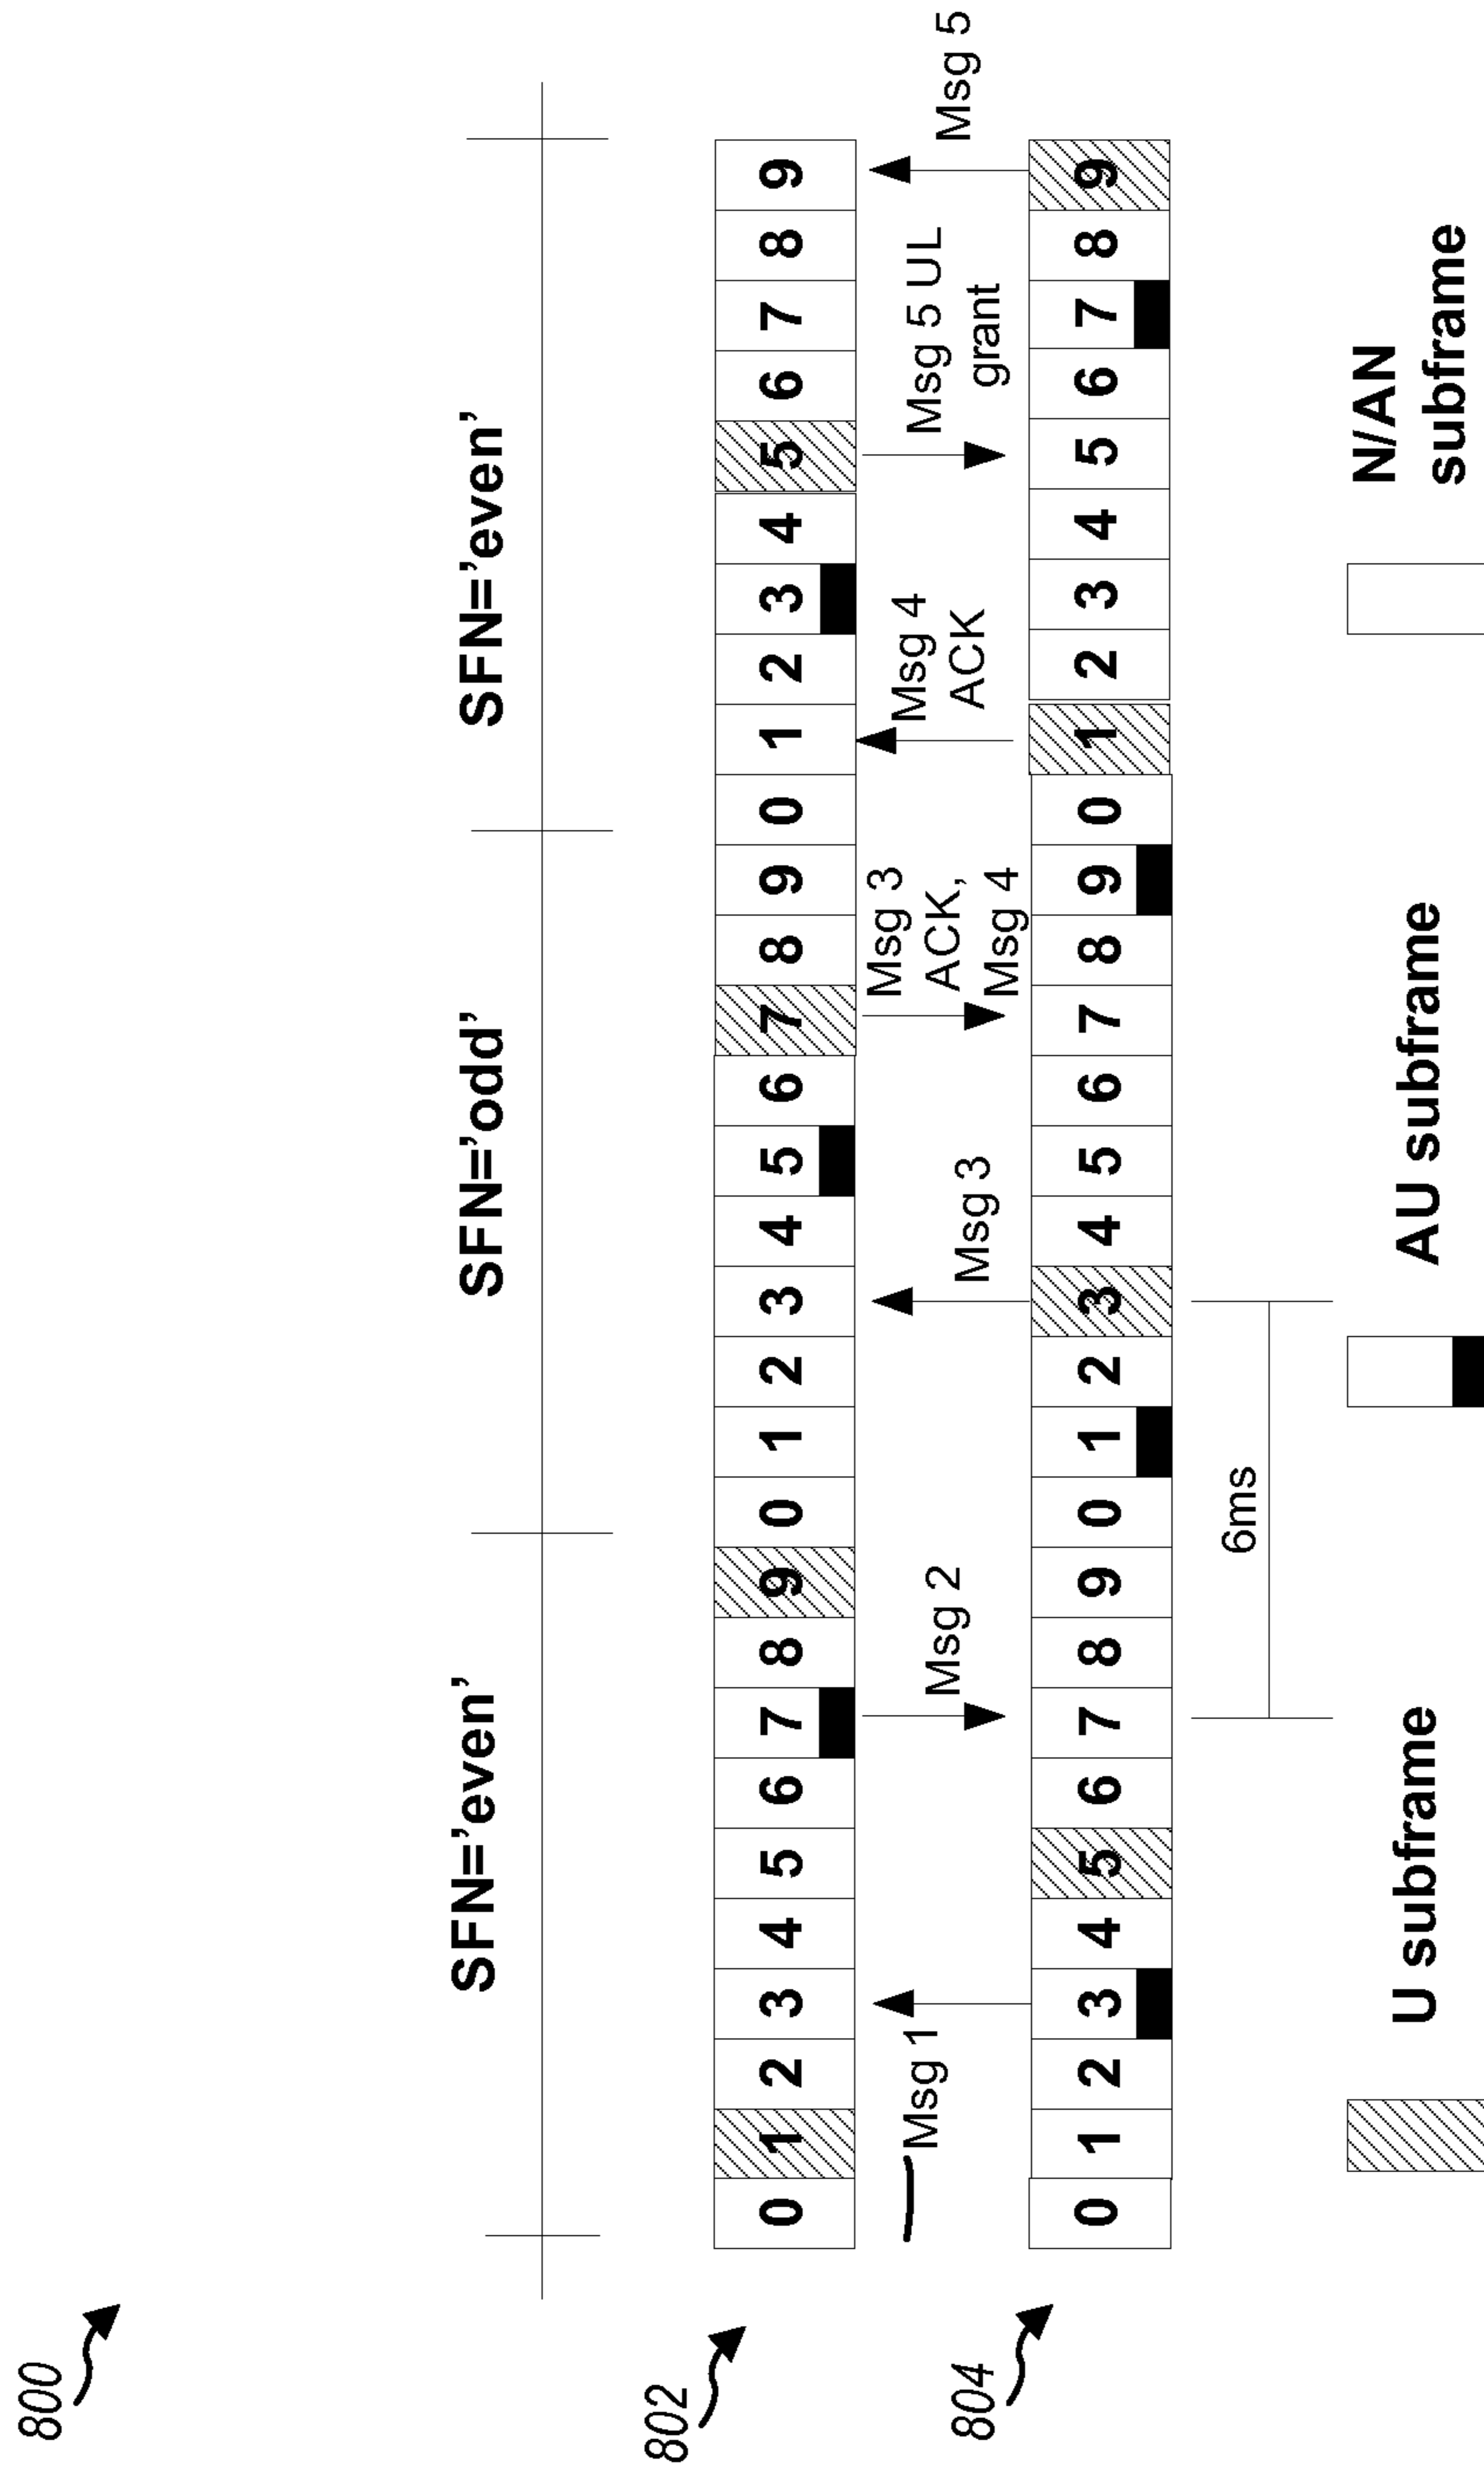 800
SFN='even'
SFN='odd'
SFN='even'
802
0 1 2 3 4 5 6 7 8 9 0 1 2 3 4 5 6 7 8 9 0 1 2 3 4 5 6 7 8 9
Msg 1
Msg 2
Msg 3
Msg 3
ACK,
Msg 4
Msg 4
ACK
Msg 5 UL
grant
Msg 5
804
0 1 2 3 4 5 6 7 8 9 0 1 2 3 4 5 6 7 8 9 0 1 2 3 4 5 6 7 8 9
6ms
U subframe
AU subframe
N/AN
subframe